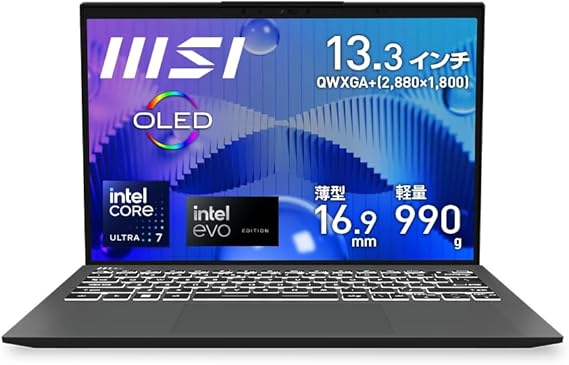 msi
13.3 インチ
QWXGA+(2,880×1,800)
OLED
intel
CORE
ULTRA 7
intel
evo
EDITION
薄型
16.9
mm
軽量
990
g